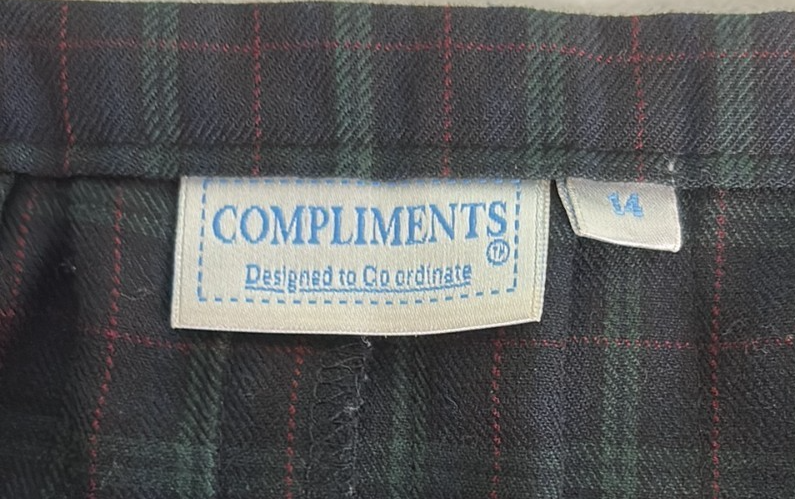 COMPLIMENTS
Designed to Co ordinate
14